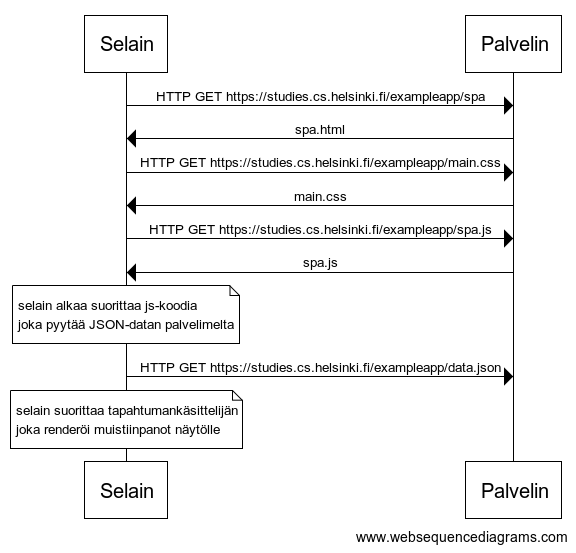 Selain Palvelin
HTTP GET https://studies.cs.helsinki.fi/exampleapp/spa
spa.html
HTTP GET https://studies.cs.helsinki.fi/exampleapp/main.css
main.css
HTTP GET https://studies.cs.helsinki.fi/exampleapp/spa.js
spa.js
selain alkaa suorittaa js-koodia
joka pyytää JSON-datan palvelimelta
HTTP GET https://studies.cs.helsinki.fi/exampleapp/data.json
selain suorittaa tapahtumankäsittelijän
joka renderöi muistiinpanot näytölle
Selain Palvelin
www.websequencediagrams.com